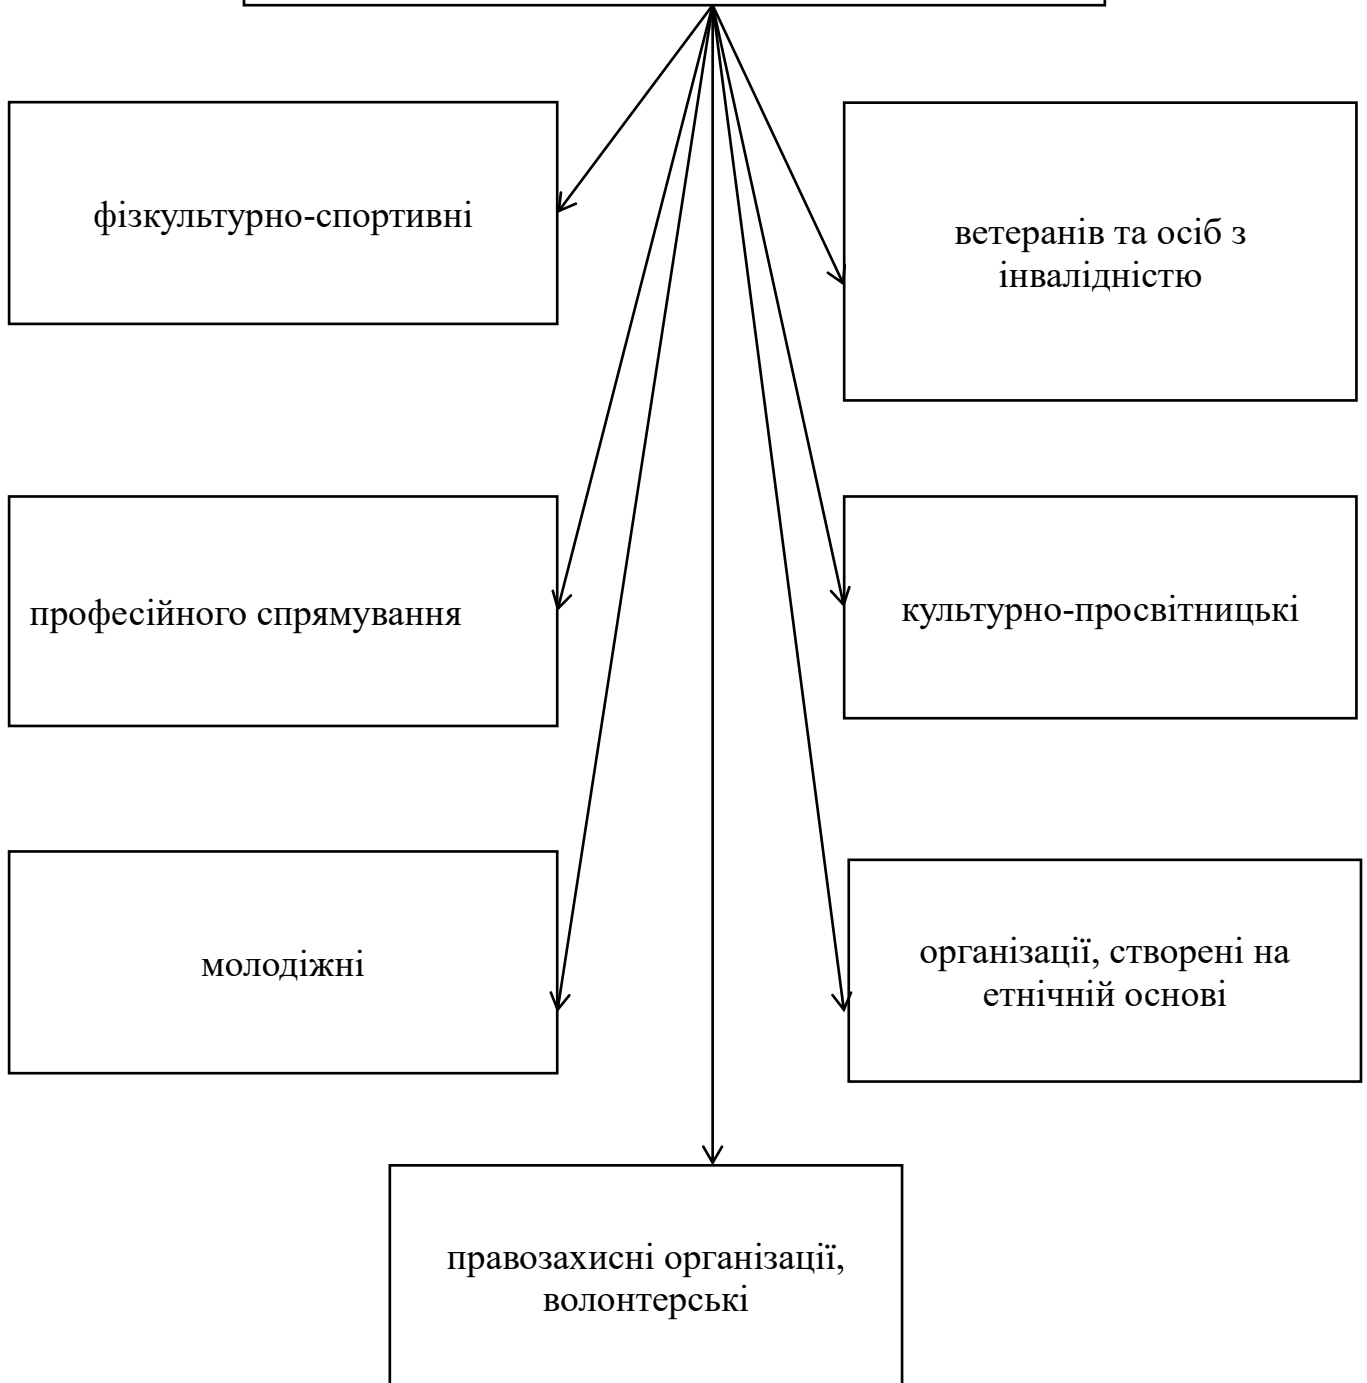 фізкультурно-спортивні
ветеранів та осіб з
інвалідністю
професійного спрямування
культурно-просвітницькі
молодіжні
організації, створені на
етнічній основі
правозахисні організації,
волонтерські